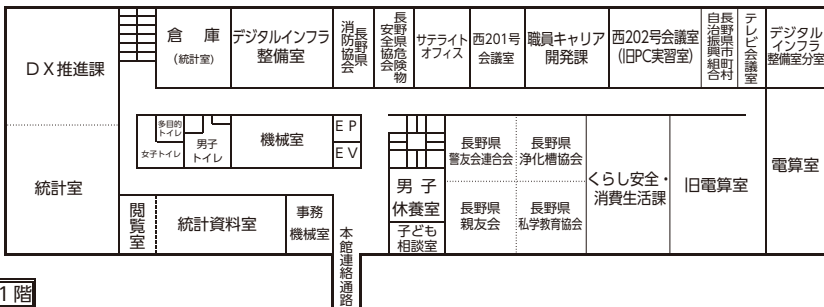 DX推進課
倉庫
(統計室)
デジタルインフラ
整備室
長野県
消防協会
長野県危険物
安全協会
サテライト
オフィス
西201号
会議室
職員キャリア
開発課
西202号会議室
(旧PC実習室)
長野県市町村
自治振興組合
テレビ会議室
デジタル
インフラ
整備室分室
統計室
多目的
トイレ
女子トイレ
男子
トイレ
機械室
EP
EV
男子
休養室
子ども
相談室
長野県
警友会連合会
長野県
浄化槽協会
長野県
親友会
長野県
私学教育協会
くらし安全・
消費生活課
旧電算室
電算室
閲覧室
統計資料室
事務
機械室
本館連絡通路
1階